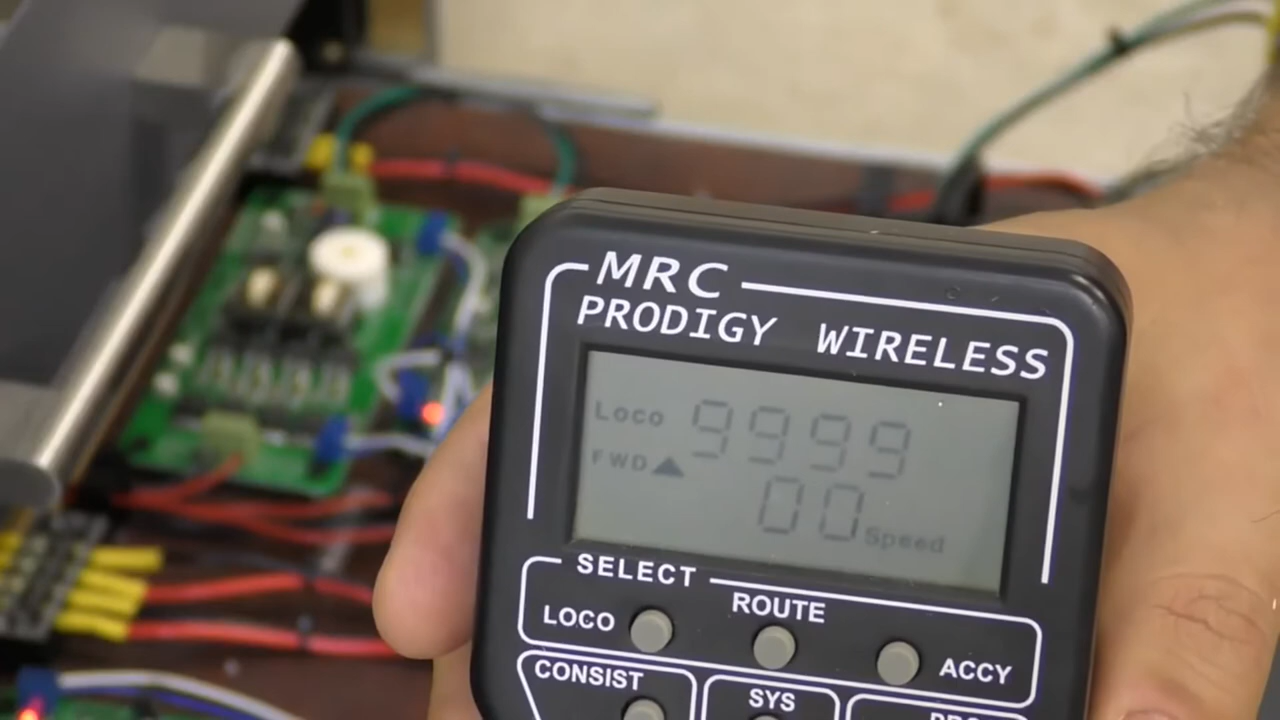 MRC
PRODIGY WIRELESS
Loco 9999
FWD
00 Speed
SELECT
LOCO ROUTE ACCY
CONSIST SYS